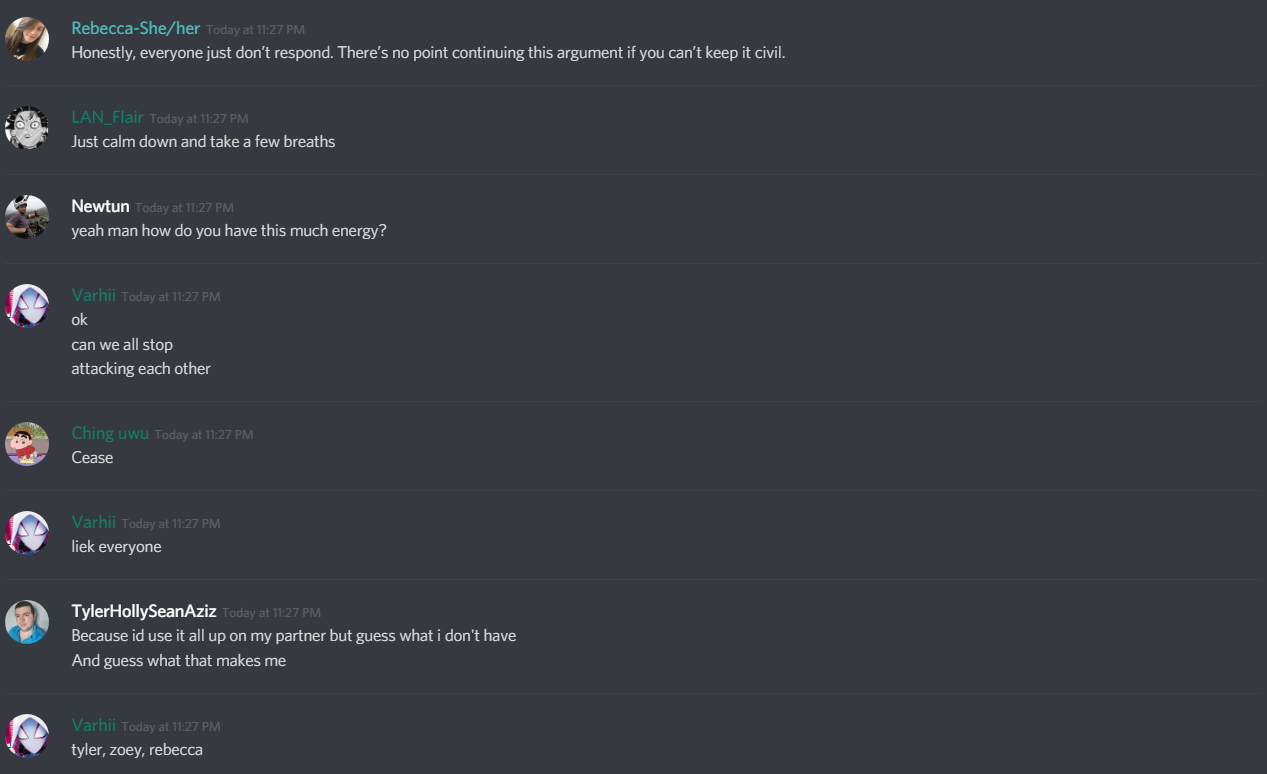 Rebecca-She/her Today at 11:27 PM
Honestly, everyone just don't respond. There's no point continuing this argument if you can't keep it civil.
LAN_Flair Today at 11:27 PM
Just calm down and take a few breaths
Newtun Today at 11:27 PM
yeah man how do you have this much energy?
Varhii Today at 11:27 PM
ok
can we all stop
attacking each other
Ching uwu Today at 11:27 PM
Cease
Varhii Today at 11:27 PM
liek everyone
TylerHollySeanAziz Today at 11:27 PM
Because id use it all up on my partner but guess what i don't have
And guess what that makes me
Varhii Today at 11:27 PM
tyler, zoey, rebecca